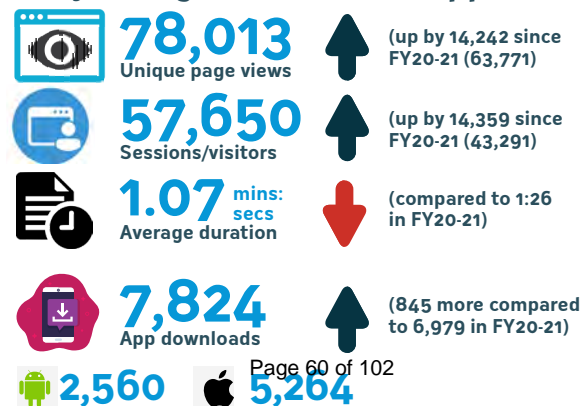 78,013
Unique page views
(up by 14,242 since
FY20-21 (63,771)
57,650
Sessions/visitors
(up by 14,359 since
FY20-21 (43,291)
1.07 mins:
secs
Average duration
(compared to 1:26
in FY20-21)
7,824
App downloads
(845 more compared
to 6,979 in FY20-21)
Page 60 of 102
2,560
5,264